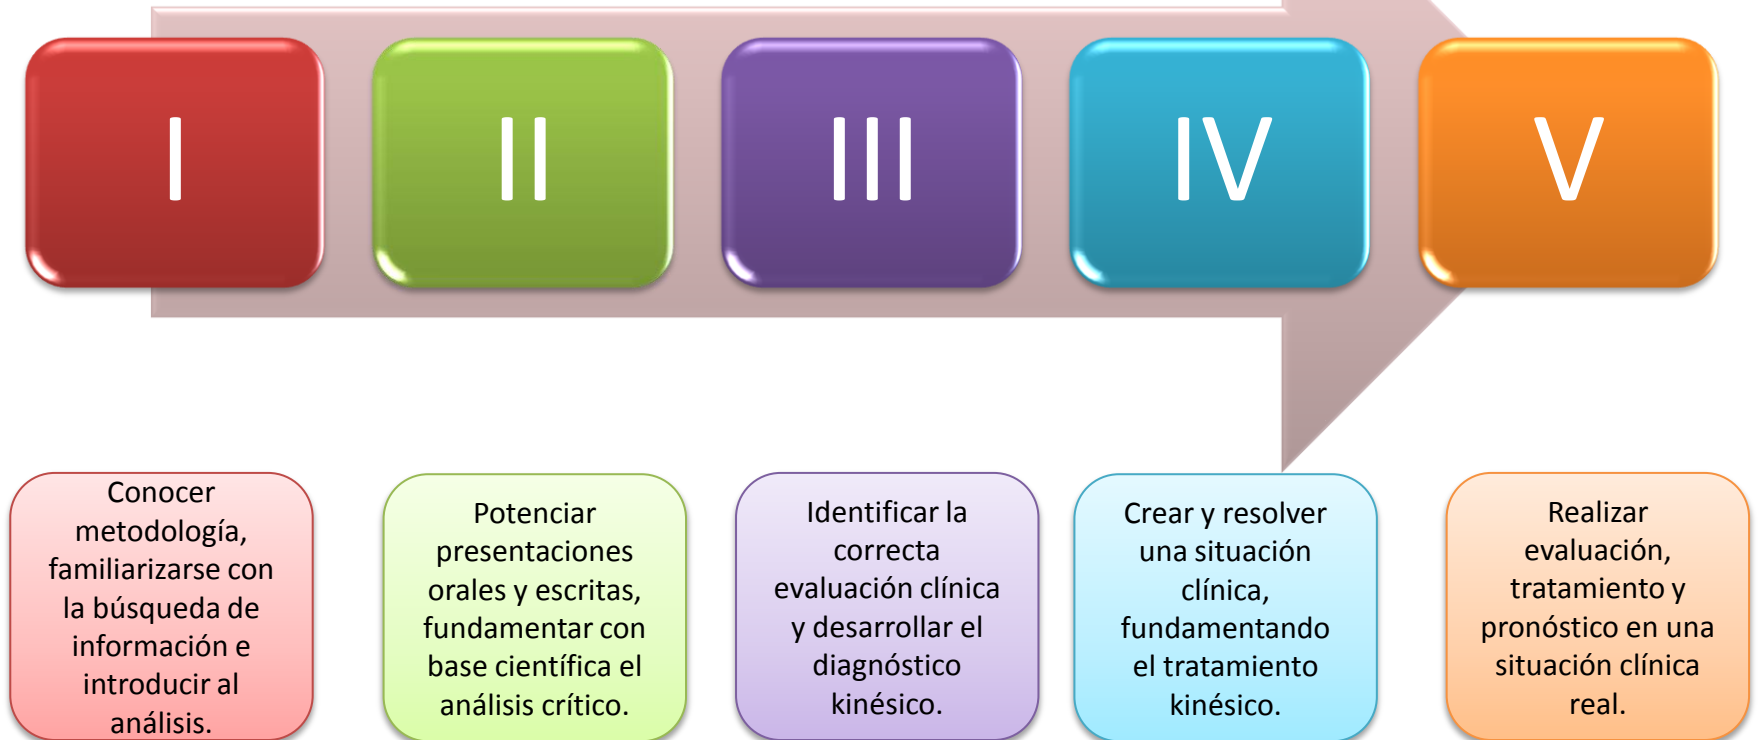 I
II
III
IV
V
Conocer
metodología,
familiarizarse con
la búsqueda de
información e
introducir al
análisis.
Potenciar
presentaciones
orales y escritas,
fundamentar con
base científica el
análisis crítico.
Identificar la
correcta
evaluación clínica
y desarrollar el
diagnóstico
kinésico.
Crear y resolver
una situación
clínica,
fundamentando
el tratamiento
kinésico.
Realizar
evaluación,
tratamiento y
pronóstico en una
situación clínica
real.